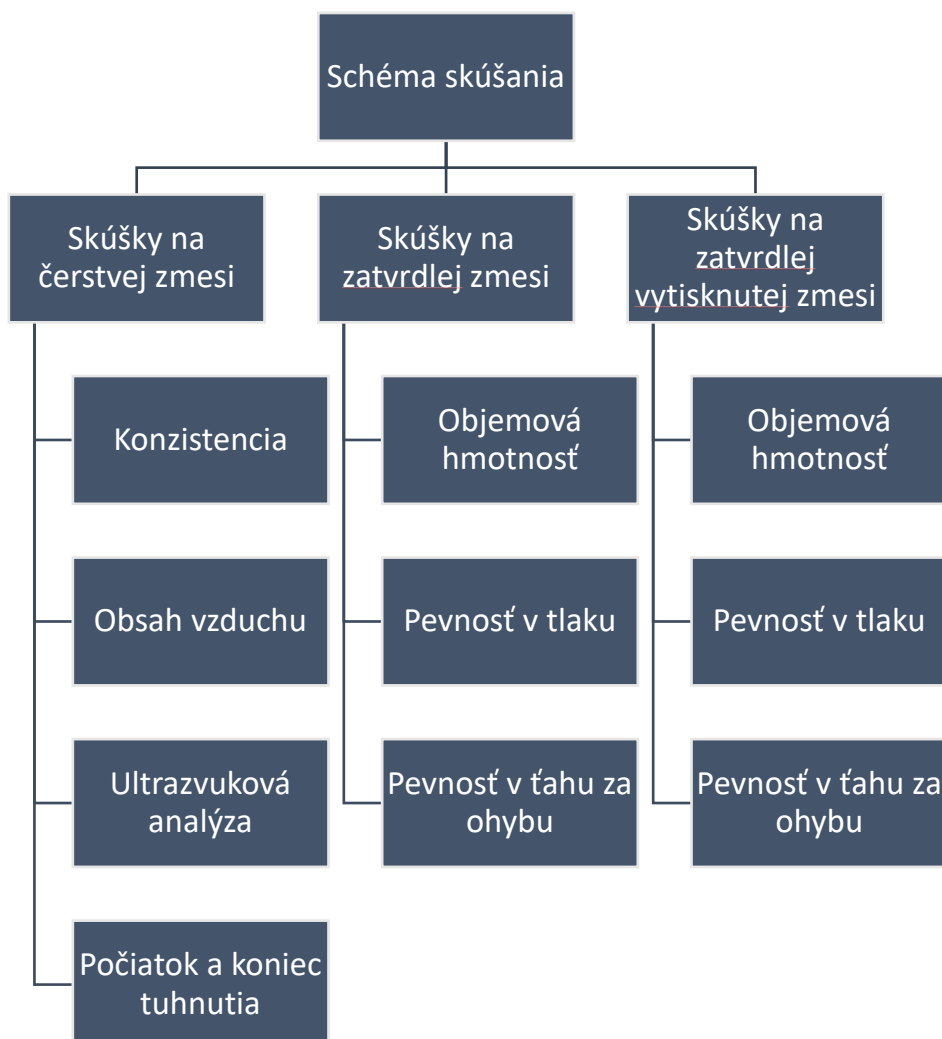 Schéma skúšania
Skúšky na
čerstvej zmesi
Konzistencia
Obsah vzduchu
Ultrazvuková
analýza
Počiatok a koniec
tuhnutia
Skúšky na
zatvrdlej zmesi
Objemová
hmotnosť
Pevnosť v tlaku
Pevnosť v ťahu za
ohybu
Skúšky na
zatvrdlej
vytisknutej zmesi
Objemová
hmotnosť
Pevnosť v tlaku
Pevnosť v ťahu za
ohybu